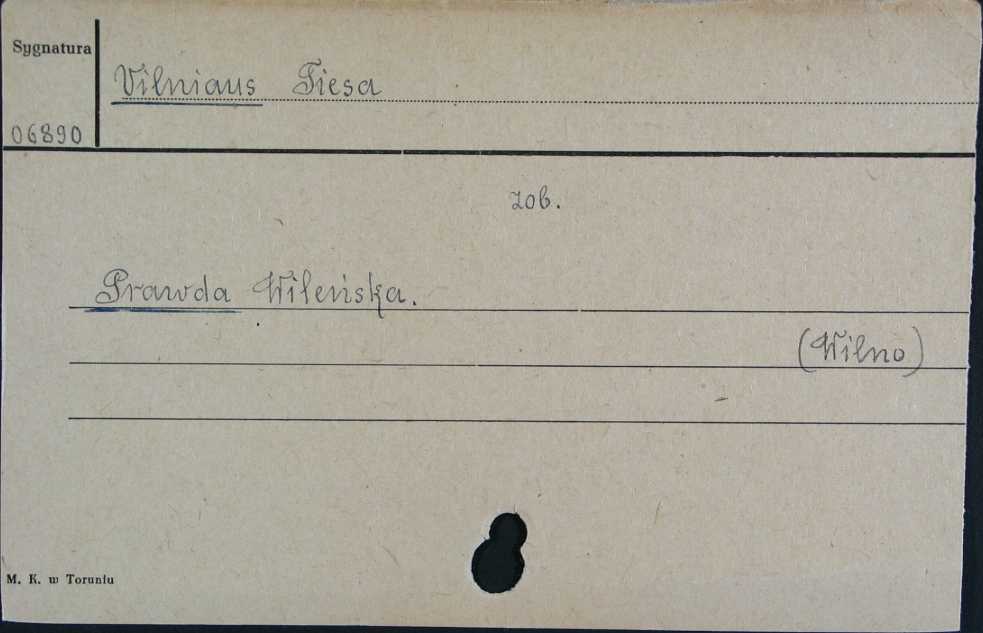 Sygnatura
Vilniaus Tiesa
06890
zob.
Prawda Wileńska.
(Wilno)
M. K. w Toruniu